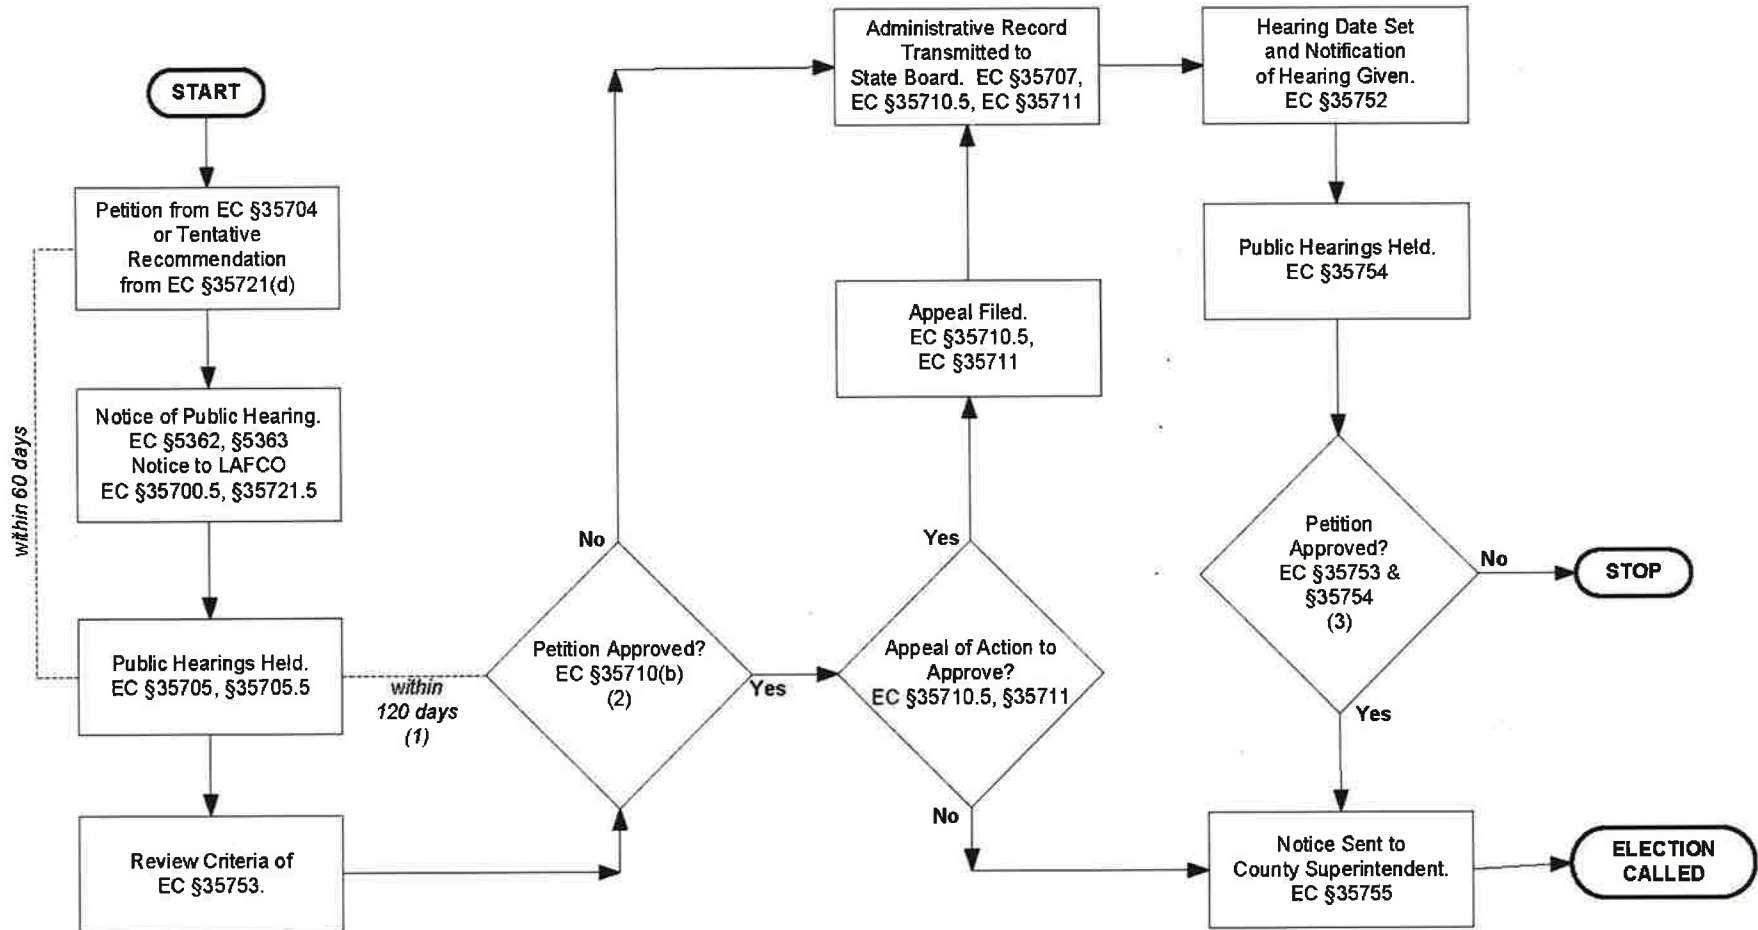 START
Petition from EC §35704
or Tentative
Recommendation
from EC §35721(d)
within 60 days
Notice of Public Hearing.
EC §5362, §5363
Notice to LAFCO
EC §35700.5, §35721.5
Public Hearings Held.
EC §35705, §35705.5
within
120 days
(1)
Review Criteria of
EC §35753.
No
Petition Approved?
EC §35710(b)
(2)
Yes
Administrative Record
Transmitted to
State Board. EC §35707,
EC §35710.5, EC §35711
Appeal Filed.
EC §35710.5,
EC §35711
Yes
Appeal of Action to
Approve?
EC §35710.5, §35711
No
Hearing Date Set
and Notification
of Hearing Given.
EC §35752
Public Hearings Held.
EC §35754
Petition
Approved?
EC §35753 &
§35754
(3)
No
STOP
Yes
Notice Sent to
County Superintendent.
EC §35755
ELECTION
CALLED